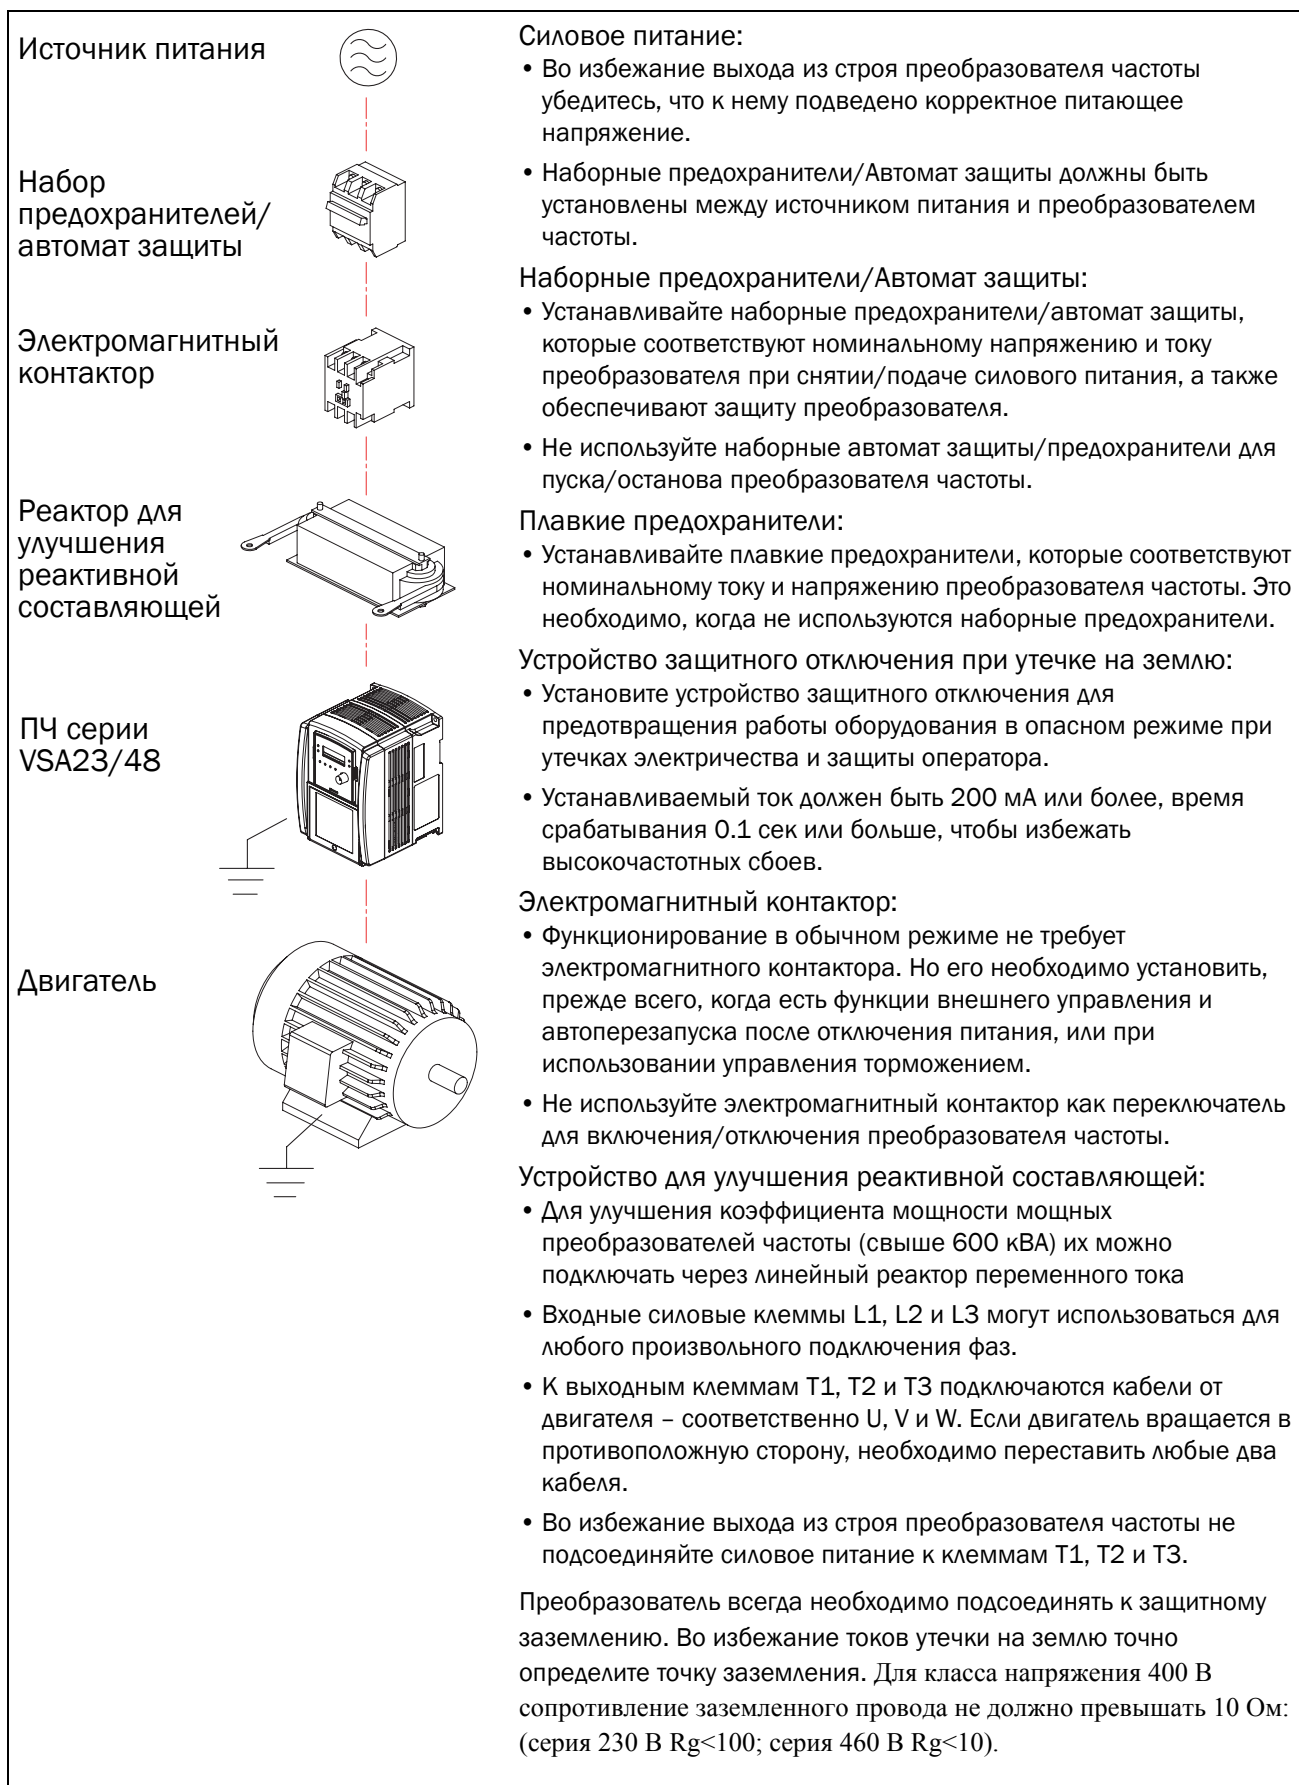 Источник питания
Набор
предохранителей/
автомат защиты
Электромагнитный
контактор
Реактор для
улучшения
реактивной
составляющей
ПЧ серии
VSA23/48
Двигатель
Силовое питание:
• Во избежание выхода из строя преобразователя частоты
убедитесь, что к нему подведено корректное питающее
напряжение.
• Наборные предохранители/Автомат защиты должны быть
установлены между источником питания и преобразователем
частоты.
Наборные предохранители/Автомат защиты:
• Устанавливайте наборные предохранители/автомат защиты,
которые соответствуют номинальному напряжению и току
преобразователя при снятии/подаче силового питания, а также
обеспечивают защиту преобразователя.
• Не используйте наборные автомат защиты/предохранители для
пуска/останова преобразователя частоты.
Плавкие предохранители:
• Устанавливайте плавкие предохранители, которые соответствуют
номинальному току и напряжению преобразователя частоты. Это
необходимо, когда не используются наборные предохранители.
Устройство защитного отключения при утечке на землю:
• Установите устройство защитного отключения для
предотвращения работы оборудования в опасном режиме при
утечках электричества и защиты оператора.
• Устанавливаемый ток должен быть 200 мА или более, время
срабатывания 0.1 сек или больше, чтобы избежать
высокочастотных сбоев.
Электромагнитный контактор:
• Функционирование в обычном режиме не требует
электромагнитного контактора. Но его необходимо установить,
прежде всего, когда есть функции внешнего управления и
автоперезапуска после отключения питания, или при
использовании управления торможением.
• Не используйте электромагнитный контактор как переключатель
для включения/отключения преобразователя частоты.
Устройство для улучшения реактивной составляющей:
• Для улучшения коэффициента мощности мощных
преобразователей частоты (свыше 600 кВА) их можно
подключать через линейный реактор переменного тока
• Входные силовые клеммы L1, L2 и L3 могут использоваться для
любого произвольного подключения фаз.
• К выходным клеммам T1, T2 и T3 подключаются кабели от
двигателя – соответственно U, V и W. Если двигатель вращается в
противоположную сторону, необходимо переставить любые два
кабеля.
• Во избежание выхода из строя преобразователя частоты не
подсоединяйте силовое питание к клеммам T1, T2 и T3.
Преобразователь всегда необходимо подсоединять к защитному
заземлению. Во избежание токов утечки на землю точно
определите точку заземления. Для класса напряжения 400 В
сопротивление заземленного провода не должно превышать 10 Ом:
(серия 230 В Rg<100; серия 460 В Rg<10).